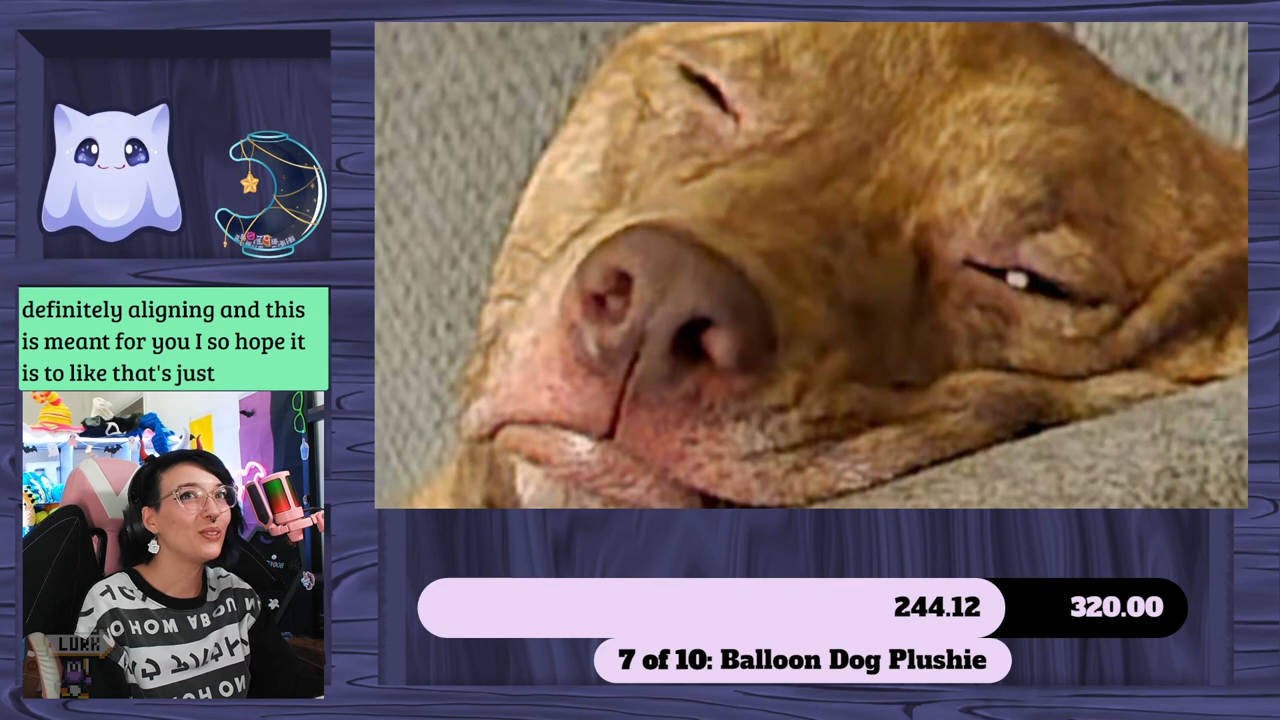 definitely aligning and this
is meant for you I so hope it
is to like that's just
LURK
244.12
320.00
7 of 10: Balloon Dog Plushie